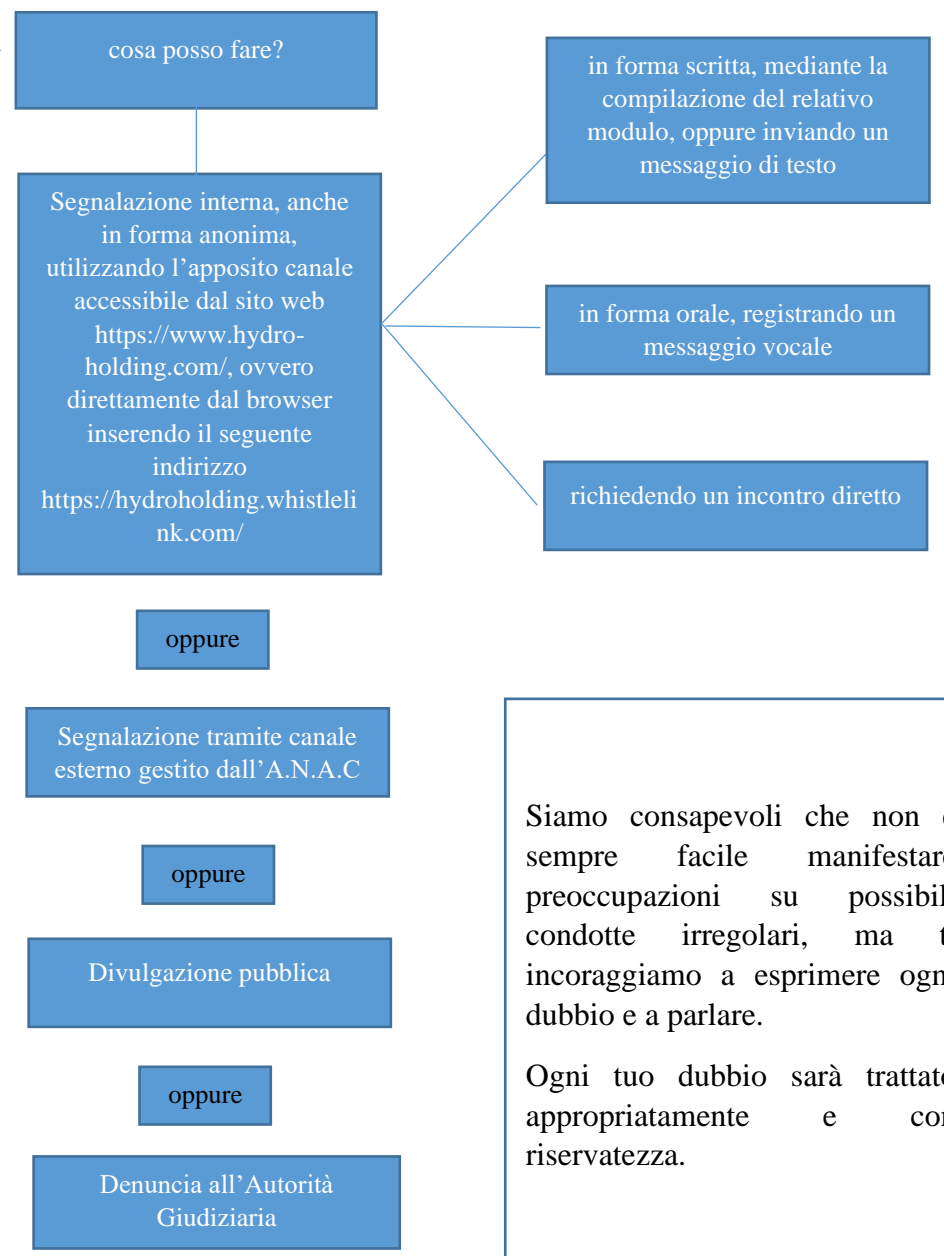 cosa posso fare?
Segnalazione interna, anche
in forma anonima,
utilizzando l'apposito canale
accessibile dal sito web
https://www.hydro-
holding.com/, ovvero
direttamente dal browser
inserendo il seguente
indirizzo
https://hydroholding.whistleli
nk.com/
in forma scritta, mediante la
compilazione del relativo
modulo, oppure inviando un
messaggio di testo
in forma orale, registrando un
messaggio vocale
richiedendo un incontro diretto
oppure
Segnalazione tramite canale
esterno gestito dall'A.N.A.C
oppure
Divulgazione pubblica
oppure
Denuncia all'Autorità
Giudiziaria
Siamo consapevoli che non
sempre facile manifestar
preoccupazioni su possibil
condotte irregolari, ma t
incoraggiamo a esprimere ogn
dubbio e a parlare.
Ogni tuo dubbio sarà trattat
appropriatamente e co
riservatezza.